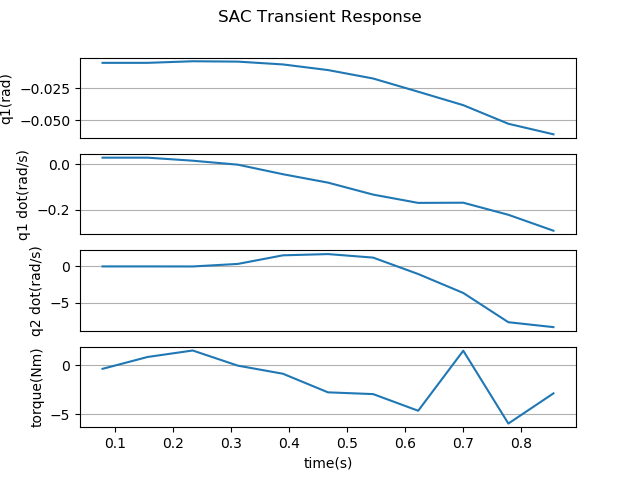 SAC Transient Response
q1(rad)
−0.025
−0.050
q1 dot(rad/s)
0.0
−0.2
q2 dot(rad/s)
0
−5
torque(Nm)
0
−5
0.1 0.2 0.3 0.4 0.5 0.6 0.7 0.8
time(s)